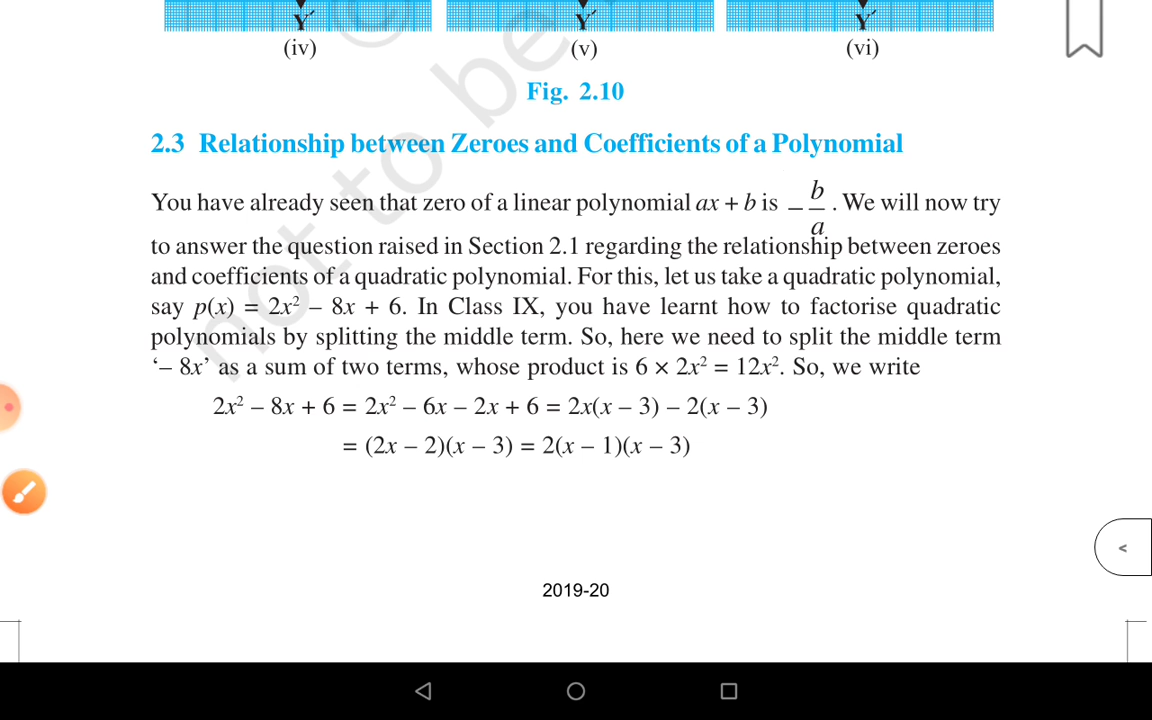 Y′ Y′ Y′
(iv) (v) (vi)
Fig. 2.10
2.3 Relationship between Zeroes and Coefficients of a Polynomial
You have already seen that zero of a linear polynomial ax + b is – b/a . We will now try
to answer the question raised in Section 2.1 regarding the relationship between zeroes
and coefficients of a quadratic polynomial. For this, let us take a quadratic polynomial,
say p(x) = 2x² – 8x + 6. In Class IX, you have learnt how to factorise quadratic
polynomials by splitting the middle term. So, here we need to split the middle term
‘– 8x’ as a sum of two terms, whose product is 6 × 2x² = 12x². So, we write
2x² – 8x + 6 = 2x² – 6x – 2x + 6 = 2x(x – 3) – 2(x – 3)
= (2x – 2)(x – 3) = 2(x – 1)(x – 3)
<
2019-20
not to be
©